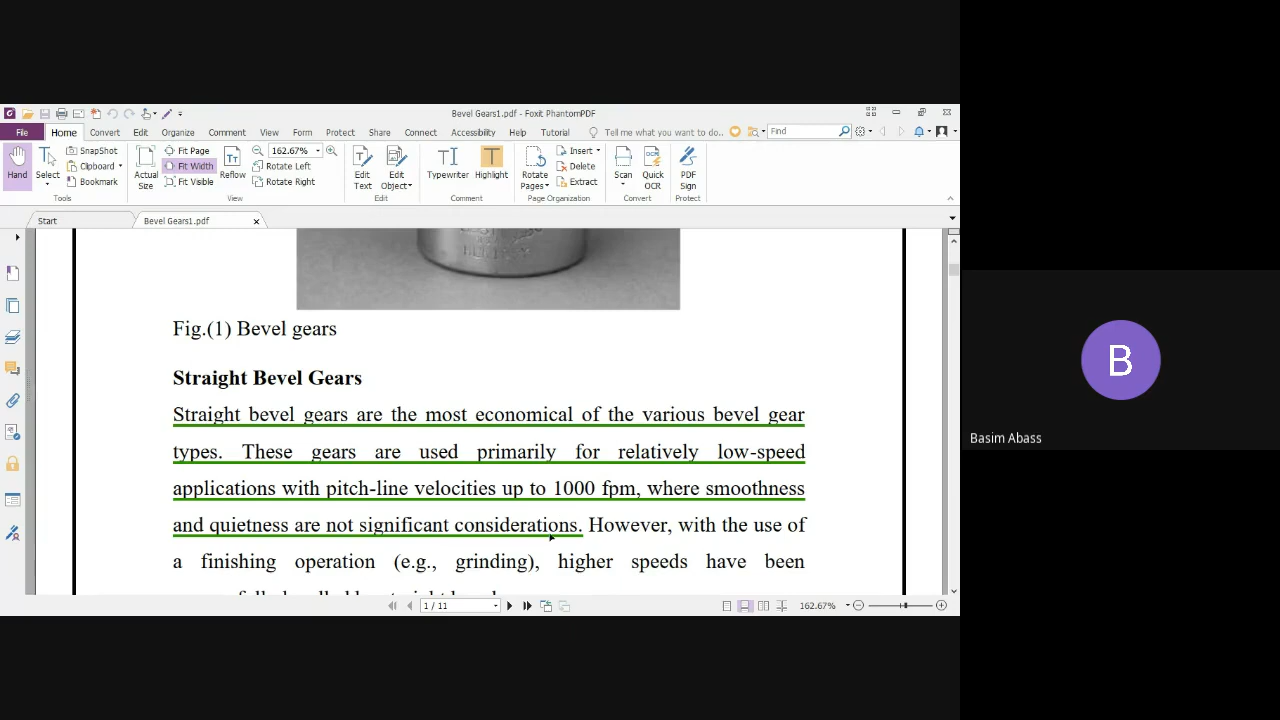 Bevel Gears1.pdf - Foxit PhantomPDF
File Home Convert Edit Organize Comment View Form Protect Share Connect Accessibility Help Tutorial Tell me what you want to do.. Find
Hand
Select
SnapShot
Clipboard
Bookmark
Tools
Actual Size
Fit Page
Fit Width
Fit Visible
Reflow
162.67%
Rotate Left
Rotate Right
View
Edit Text
Edit Object
Edit
Typewriter
Highlight
Comment
Rotate Pages
Insert
Delete
Extract
Page Organization
Scan
Quick OCR
Convert
PDF Sign
Protect
Start
Bevel Gears1.pdf
Fig.(1) Bevel gears
Straight Bevel Gears
Straight bevel gears are the most economical of the various bevel gear
types. These gears are used primarily for relatively low-speed
applications with pitch-line velocities up to 1000 fpm, where smoothness
and quietness are not significant considerations. However, with the use of
a finishing operation (e.g., grinding), higher speeds have been
1 / 11
162.67%
B
Basim Abass